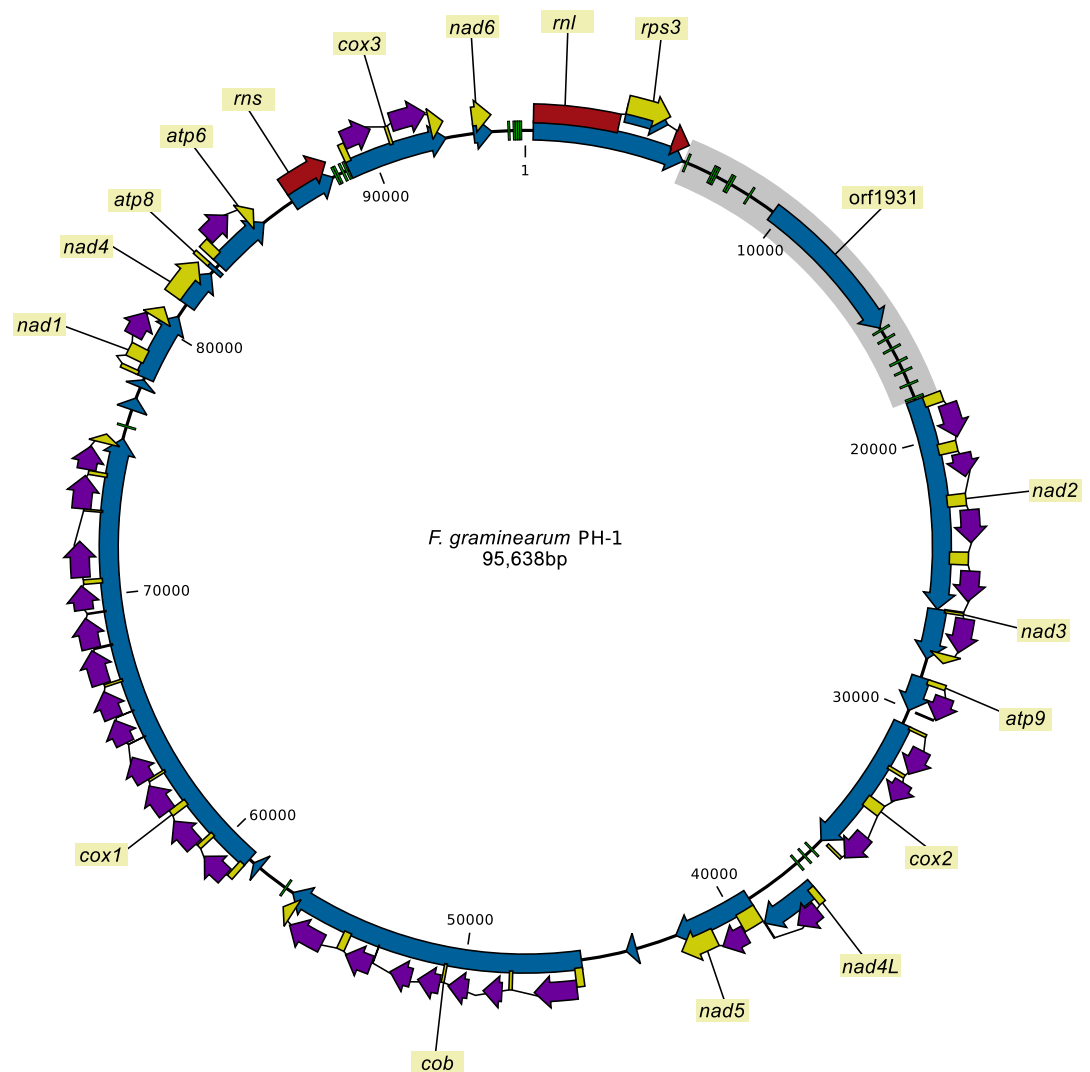 rnl
rps3
nad6
cox3
rns
atp6
atp8
nad4
nad1
1
90000
80000
orf1931
10000
20000
nad2
F. graminearum PH-1
95,638bp
70000
nad3
30000
atp9
60000
cox1
cox2
40000
50000
nad4L
nad5
cob